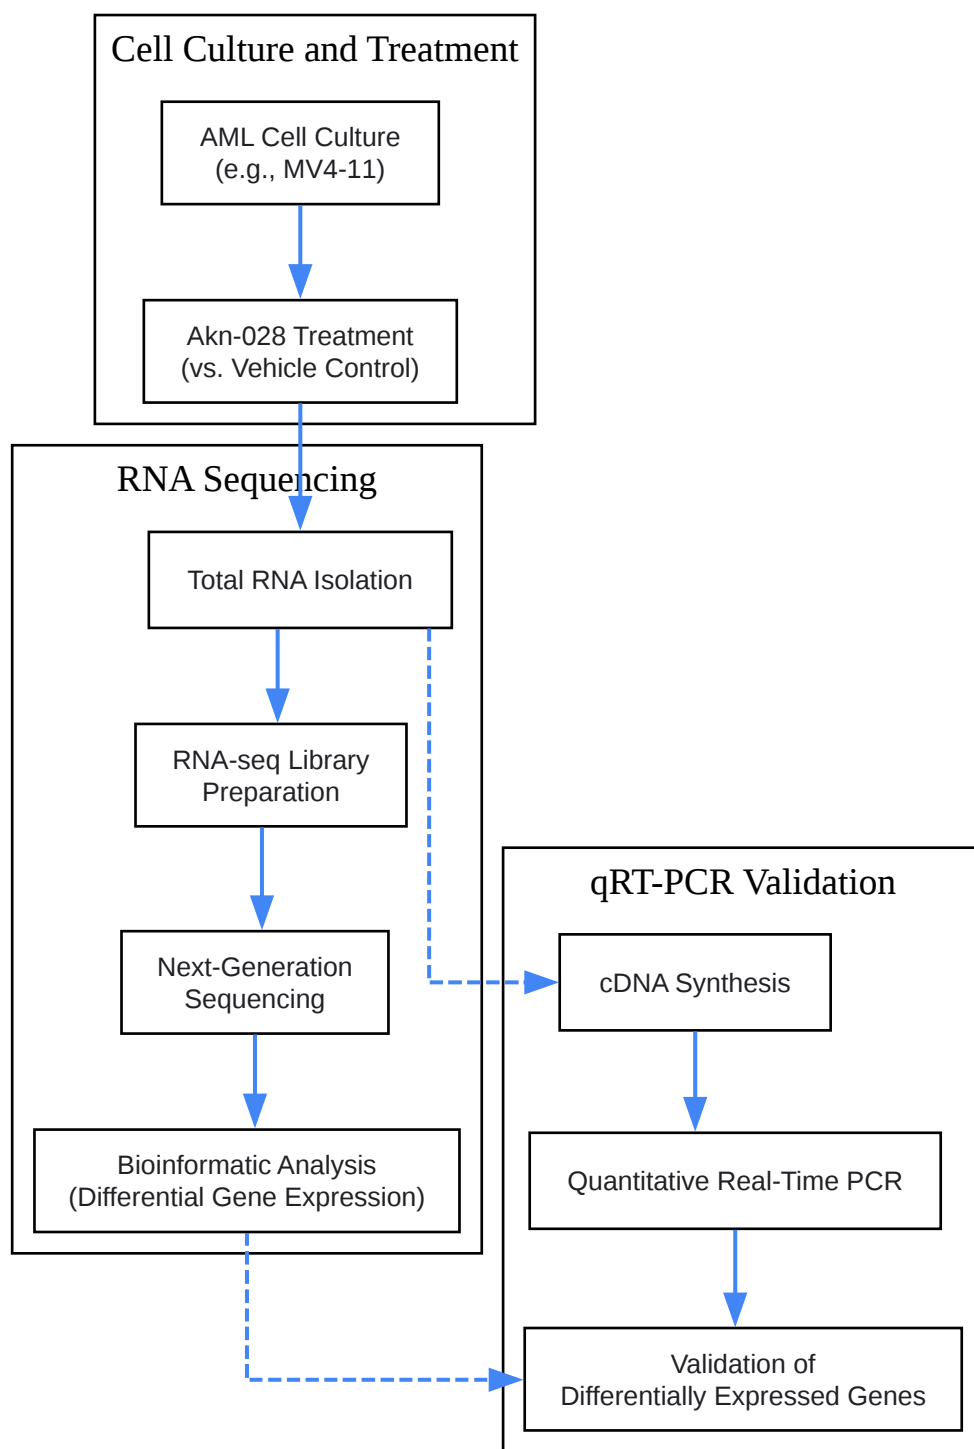 Cell Culture and Treatment
AML Cell Culture
(e.g., MV4-11)
Akn-028 Treatment
(vs. Vehicle Control)
RNA Sequencing
Total RNA Isolation
RNA-seq Library
Preparation
Next-Generation
Sequencing
Bioinformatic Analysis
(Differential Gene Expression)
qRT-PCR Validation
cDNA Synthesis
Quantitative Real-Time PCR
Validation of
Differentially Expressed Genes